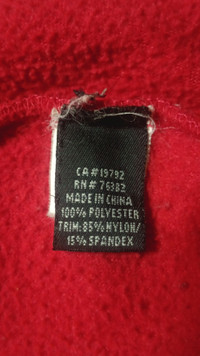 CA#19792
RN# 76382
MADE IN CHINA
100% POLYESTER
TRIM: 85% NYLON/
15% SPANDEX